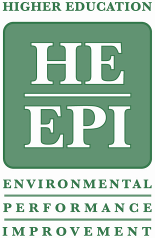 HIGHER EDUCATION
HE
EPI
ENVIRONMENTAL
PERFORMANCE
IMPROVEMENT